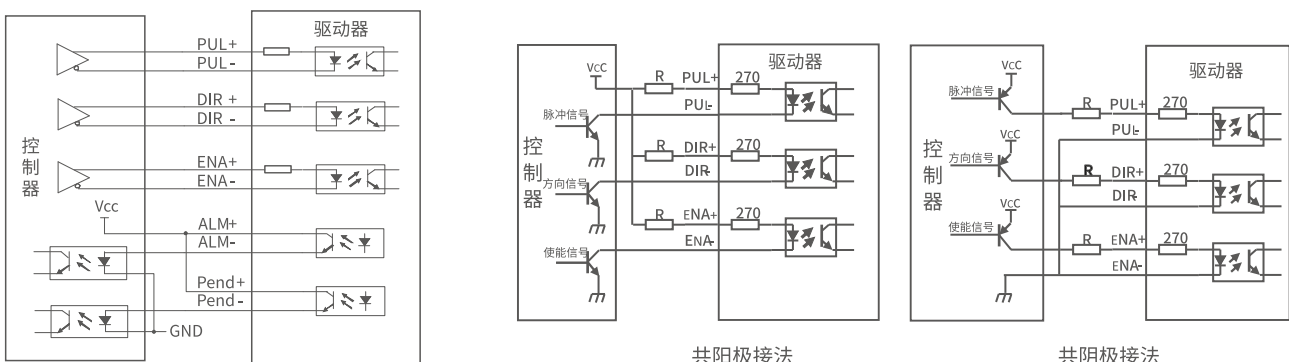 驱动器
PUL+
PUL-
DIR +
DIR -
控制器
ENA+
ENA-
Vcc
ALM+
ALM-
Pend+
Pend-
GND
驱动器
VCC
R PUL+ 270
脉冲信号
PUL-
控制器
R DIR+ 270
方向信号
DIR-
R ENA+ 270
使能信号
ENA-
共阳极接法
驱动器
VCC
脉冲信号
R PUL+ 270
PUL-
控制器
VCC
方向信号
R DIR+ 270
DIR-
VCC
使能信号
R ENA+ 270
ENA-
共阴极接法